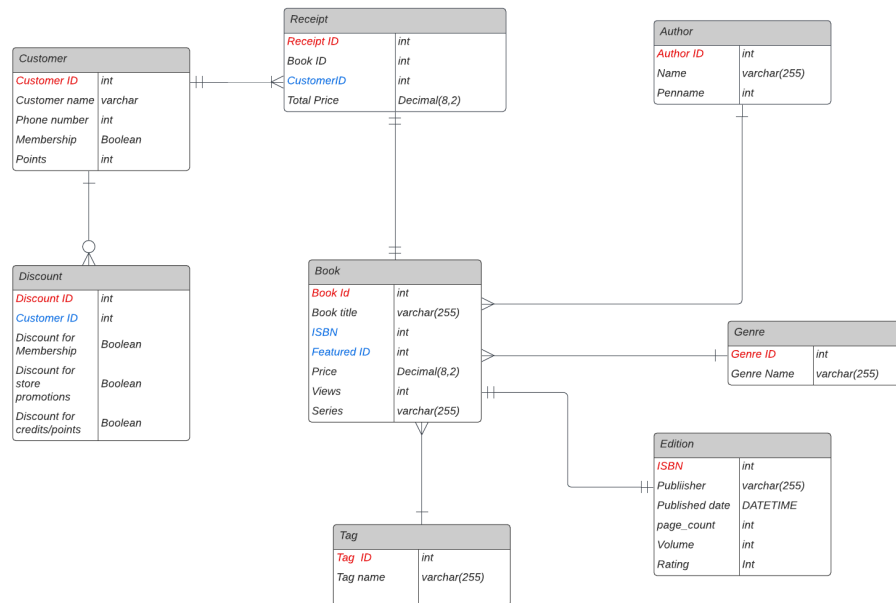 Receipt
Receipt ID int
Book ID int
CustomerID int
Total Price Decimal(8,2)
Author
Author ID int
Name varchar(255)
Penname int
Customer
Customer ID int
Customer name varchar
Phone number int
Membership Boolean
Points int
Discount
Discount ID int
Customer ID int
Discount for
Membership Boolean
Discount for
store Boolean
promotions
Discount for
credits/points Boolean
Book
Book Id int
Book title varchar(255)
ISBN int
Featured ID int
Price Decimal(8,2)
Views int
Series varchar(255)
Genre
Genre ID int
Genre Name varchar(255)
Edition
ISBN int
Publiisher varchar(255)
Published date DATETIME
page_count int
Volume int
Rating Int
Tag
Tag ID int
Tag name varchar(255)